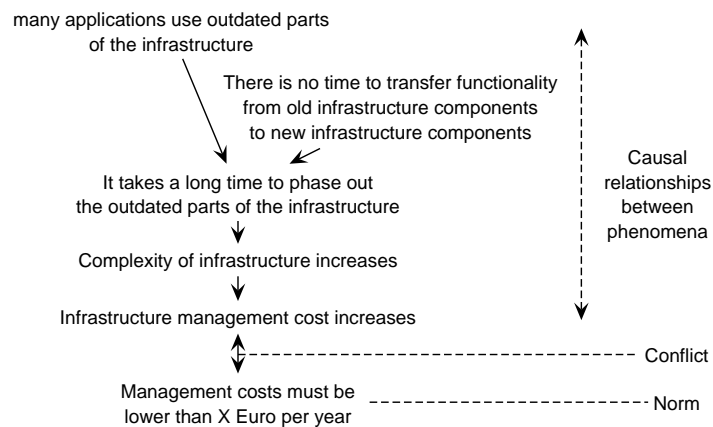 many applications use outdated parts
of the infrastructure
There is no time to transfer functionality
from old infrastructure components
to new infrastructure components
It takes a long time to phase out
the outdated parts of the infrastructure
Complexity of infrastructure increases
Infrastructure management cost increases
Management costs must be
lower than X Euro per year
Causal
relationships
between
phenomena
Conflict
Norm